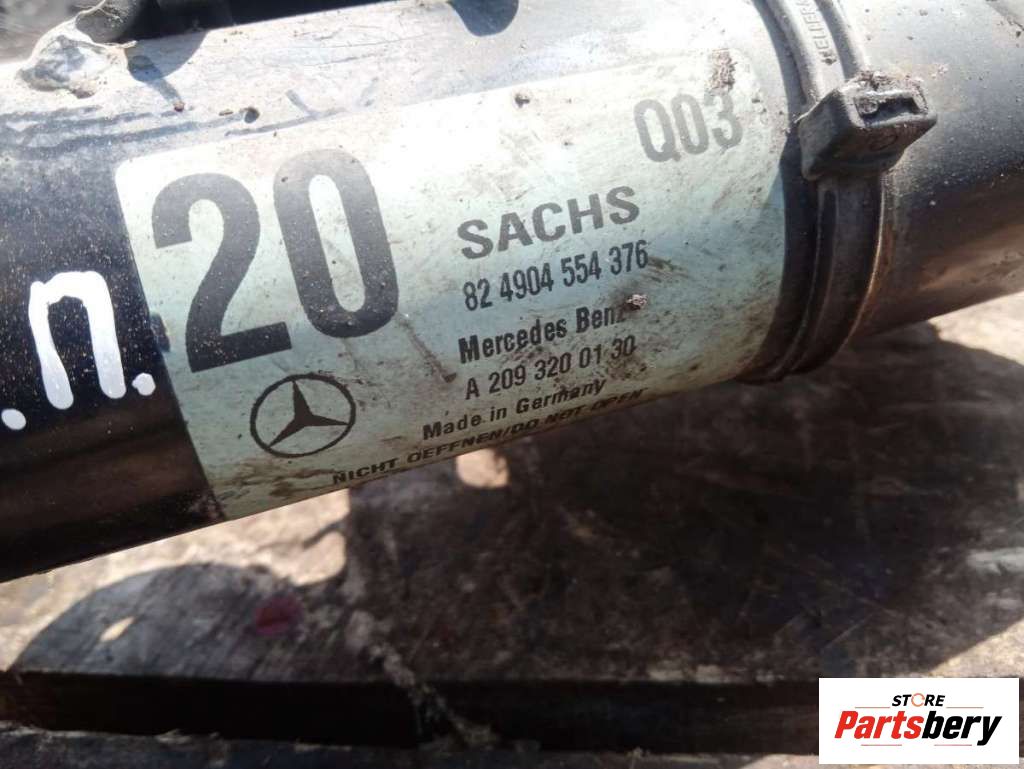 20
Q03
SACHS
82 4904 554 376
Mercedes Benz
A 209 320 01 30
Made in Germany
NICHT OEFFNEN/DO NOT OPEN
.п.
STORE
Partsbery